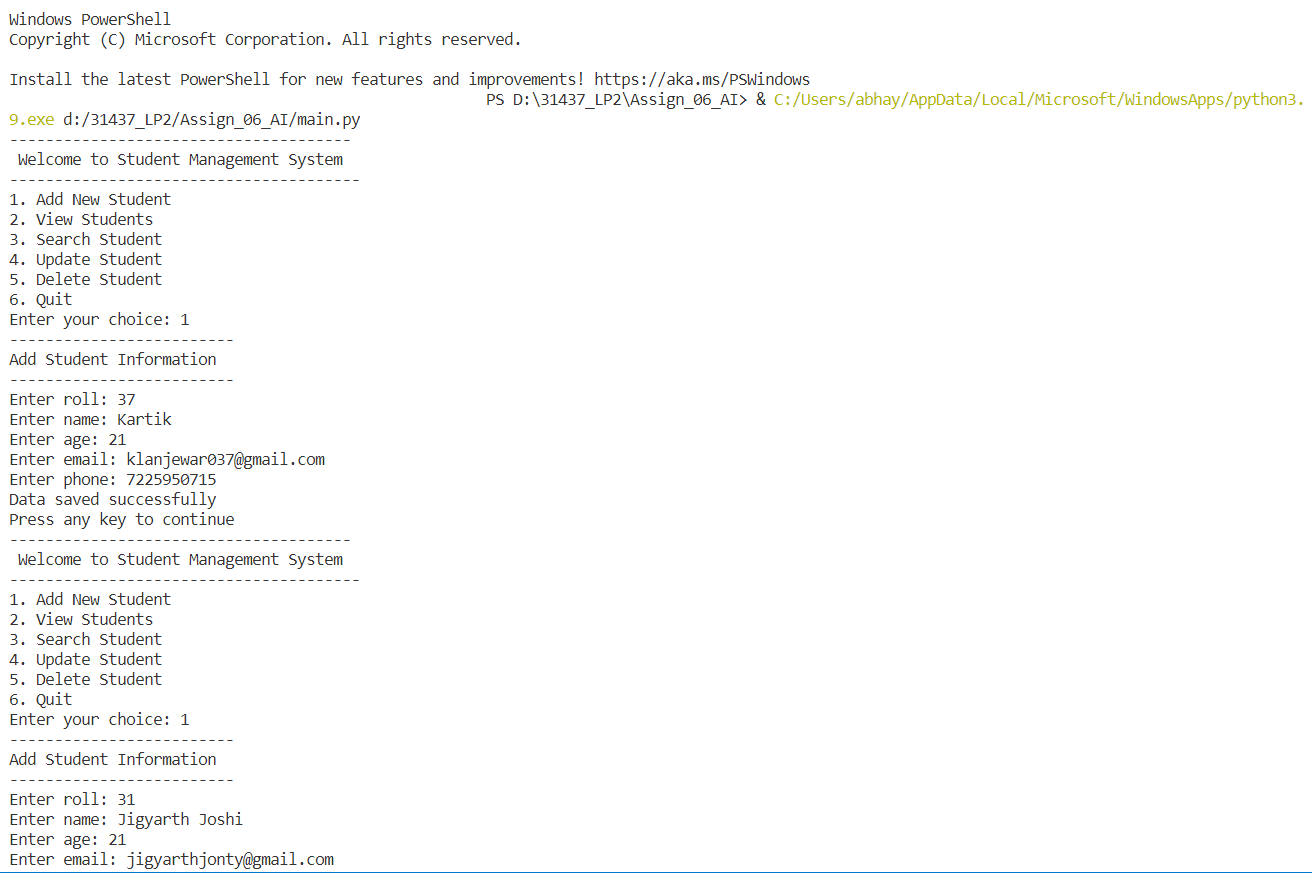 Windows PowerShell
Copyright (C) Microsoft Corporation. All rights reserved.
Install the latest PowerShell for new features and improvements! https://aka.ms/PSWindows
PS D:\31437_LP2\Assign_06_AI> & C:/Users/abhay/AppData/Local/Microsoft/WindowsApps/python3.
9.exe d:/31437_LP2/Assign_06_AI/main.py
--------------------------------------
Welcome to Student Management System
---------------------------------------
1. Add New Student
2. View Students
3. Search Student
4. Update Student
5. Delete Student
6. Quit
Enter your choice: 1
-------------------------
Add Student Information
-------------------------
Enter roll: 37
Enter name: Kartik
Enter age: 21
Enter email: klanjewar037@gmail.com
Enter phone: 7225950715
Data saved successfully
Press any key to continue
--------------------------------------
Welcome to Student Management System
---------------------------------------
1. Add New Student
2. View Students
3. Search Student
4. Update Student
5. Delete Student
6. Quit
Enter your choice: 1
-------------------------
Add Student Information
-------------------------
Enter roll: 31
Enter name: Jigyarth Joshi
Enter age: 21
Enter email: jigyarthjonty@gmail.com